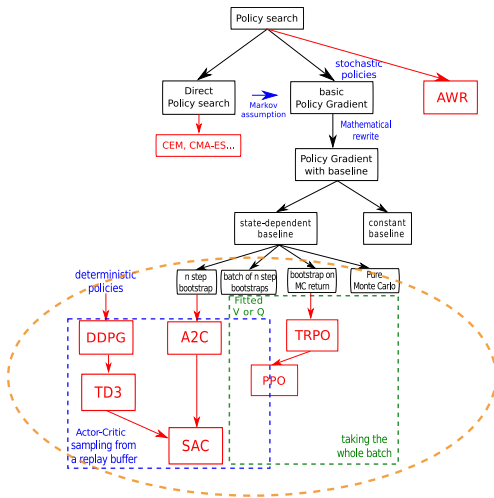 Policy search
stochastic
policies
Direct
Policy search
Markov
assumption
basic
Policy Gradient
AWR
CEM, CMA-ES...
Mathematical
rewrite
Policy Gradient
with baseline
state-dependent
baseline
constant
baseline
deterministic
policies
n step
bootstrap
batch of n step
bootstraps
bootstrap on
MC return
Pure
Monte Carlo
Fitted
V or Q
DDPG
A2C
TRPO
TD3
PPO
SAC
Actor-Critic
sampling from
a replay buffer
taking the
whole batch